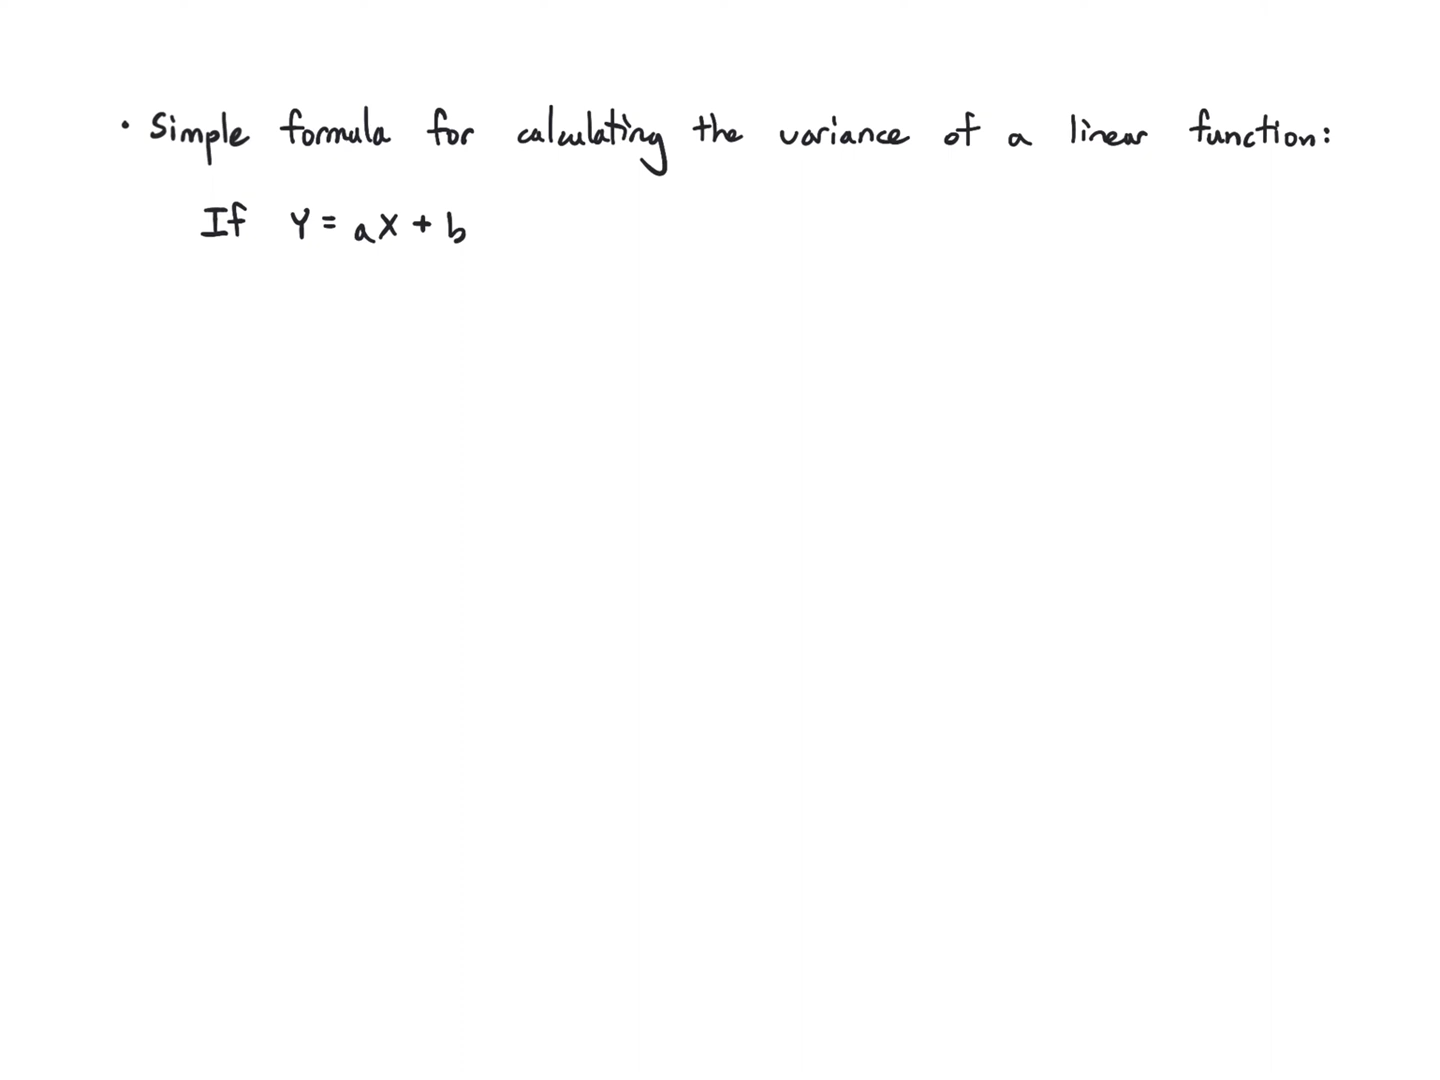 · Simple formula for calculating the variance of a linear function:
If Y = aX + b